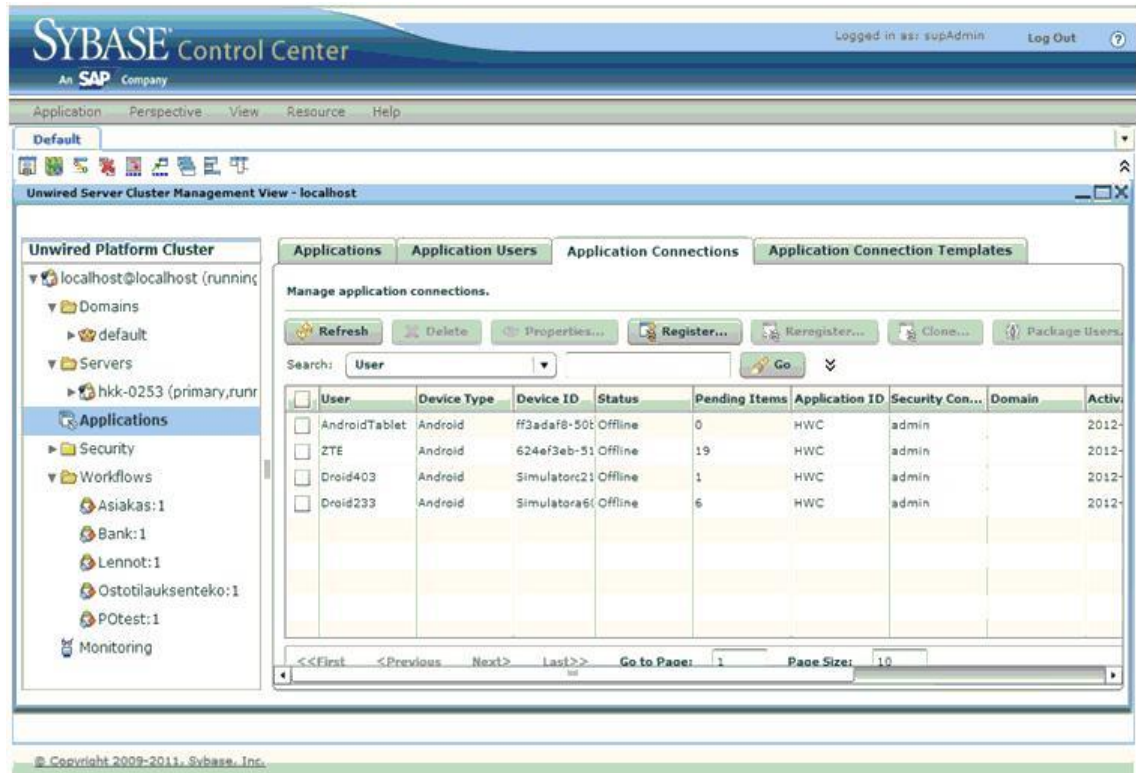 SYBASE Control Center
An SAP Company
Logged in as: supAdmin Log Out ?
Application Perspective View Resource Help
Default
Unwired Server Cluster Management View - localhost
Unwired Platform Cluster
localhost@localhost (running
Domains
default
Servers
hkk-0253 (primary,runr
Applications
Security
Workflows
Asiakas:1
Bank:1
Lennot:1
Ostotilauksenteko:1
POtest:1
Monitoring
Applications Application Users Application Connections Application Connection Templates
Manage application connections.
Refresh Delete Properties... Register... Reregister... Clone... Package Users.
Search: User Go
User Device Type Device ID Status Pending Items Application ID Security Con... Domain Activ
AndroidTablet Android ff3adaf8-50b Offline 0 HWC admin 2012-
ZTE Android 624ef3eb-51 Offline 19 HWC admin 2012-
Droid403 Android Simulatorc21 Offline 1 HWC admin 2012-
Droid233 Android Simulatora60 Offline 6 HWC admin 2012-
<<First <Previous Next> Last>> Go to Page: 1 Page Size: 10
© Copyright 2009-2011, Sybase, Inc.